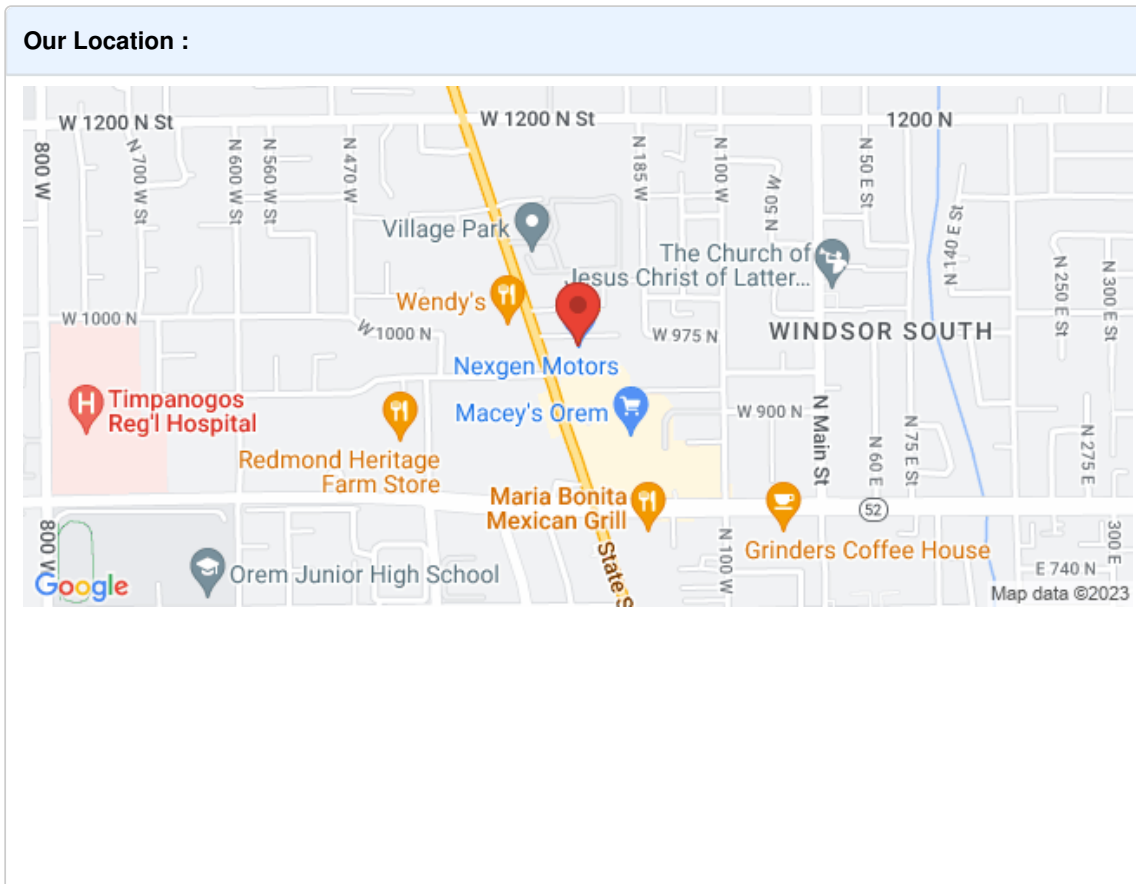 Our Location :
W 1200 N St
W 1200 N St
1200 N
800 W
N 700 W St
N 600 W St
N 560 W St
N 470 W
N 185 W
N 100 W
N 50 W
N 50 E St
N 140 E St
Village Park
The Church of
Jesus Christ of Latter...
N 250 E St
N 300 E St
Wendy's
W 1000 N
W 1000 N
W 975 N
WINDSOR SOUTH
Nexgen Motors
H
Timpanogos
Reg'l Hospital
Macey's Orem
W 900 N
N Main St
N 60 E
N 75 E St
N 275 E
Redmond Heritage
Farm Store
Maria Bonita
Mexican Grill
52
800 W
State S
N 100 W
Grinders Coffee House
300 E
Orem Junior High School
E 740 N
Google
Map data ©2023